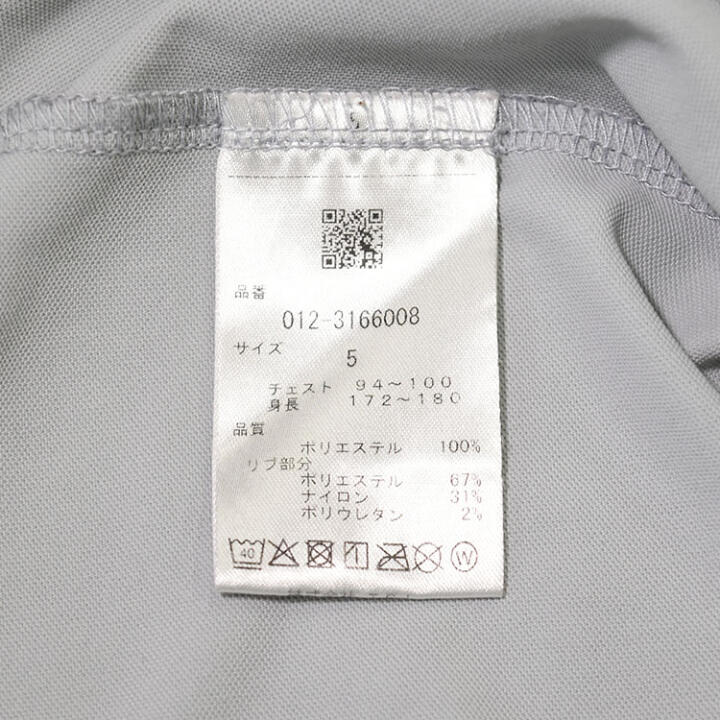 品番
012-3166008
サイズ
5
チェスト 94~100
身長 172~180
品質
ポリエステル 100%
リブ部分
ポリエステル 67%
ナイロン 31%
ポリウレタン 2%
40 W